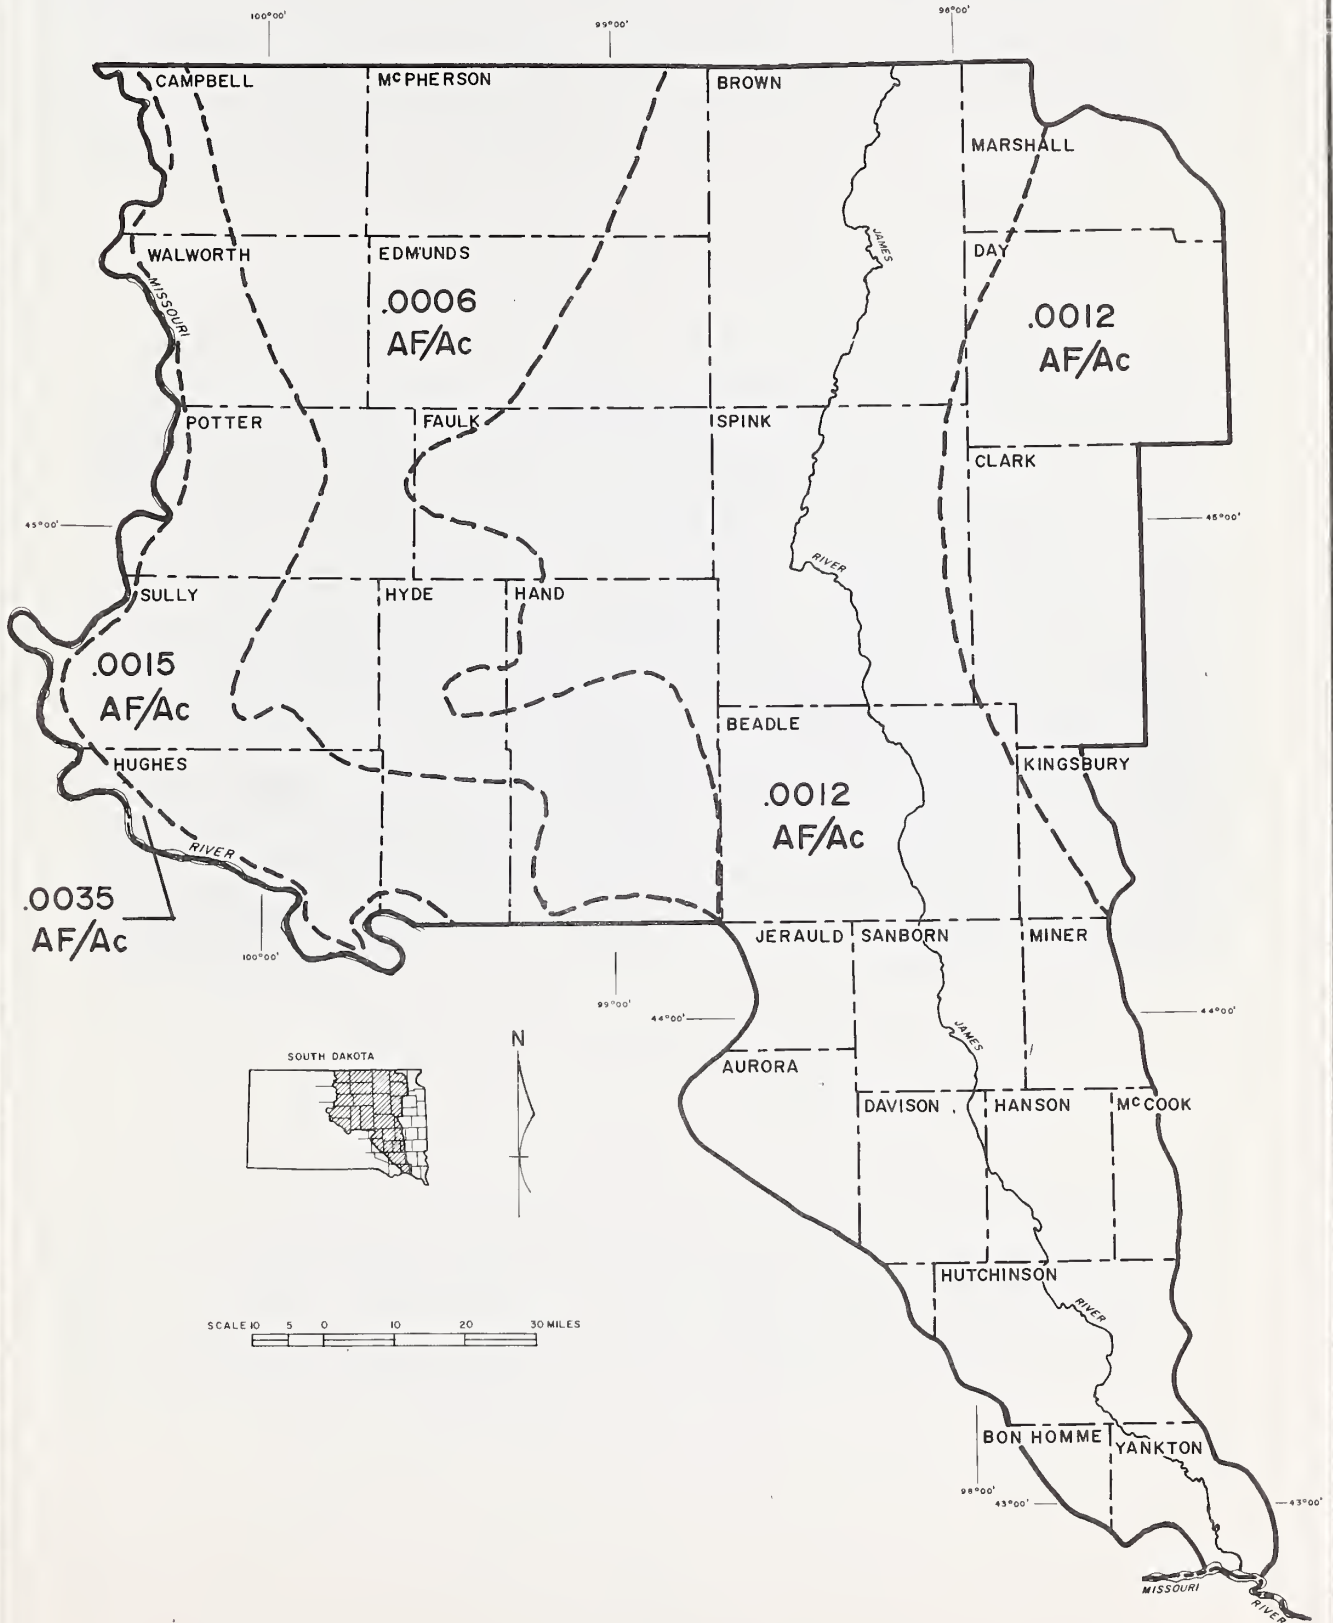 100°00'
99°00'
98°00'
CAMPBELL
McPHERSON
BROWN
MARSHALL
JAMES
WALWORTH
EDMUNDS
DAY
MISSOURI
.0006
AF/Ac
.0012
AF/Ac
POTTER
FAULK
SPINK
CLARK
45°00'
45°00'
RIVER
SULLY
HYDE
HAND
.0015
AF/Ac
BEADLE
HUGHES
KINGSBURY
.0012
AF/Ac
RIVER
.0035
AF/Ac
JERAULD
SANBORN
MINER
100°00'
99°00'
44°00'
44°00'
JAMES
N
SOUTH DAKOTA
AURORA
DAVISON
HANSON
McCOOK
HUTCHINSON
RIVER
SCALE 10 5 0 10 20 30 MILES
BON HOMME
YANKTON
98°00'
43°00'
43°00'
MISSOURI
RIVER